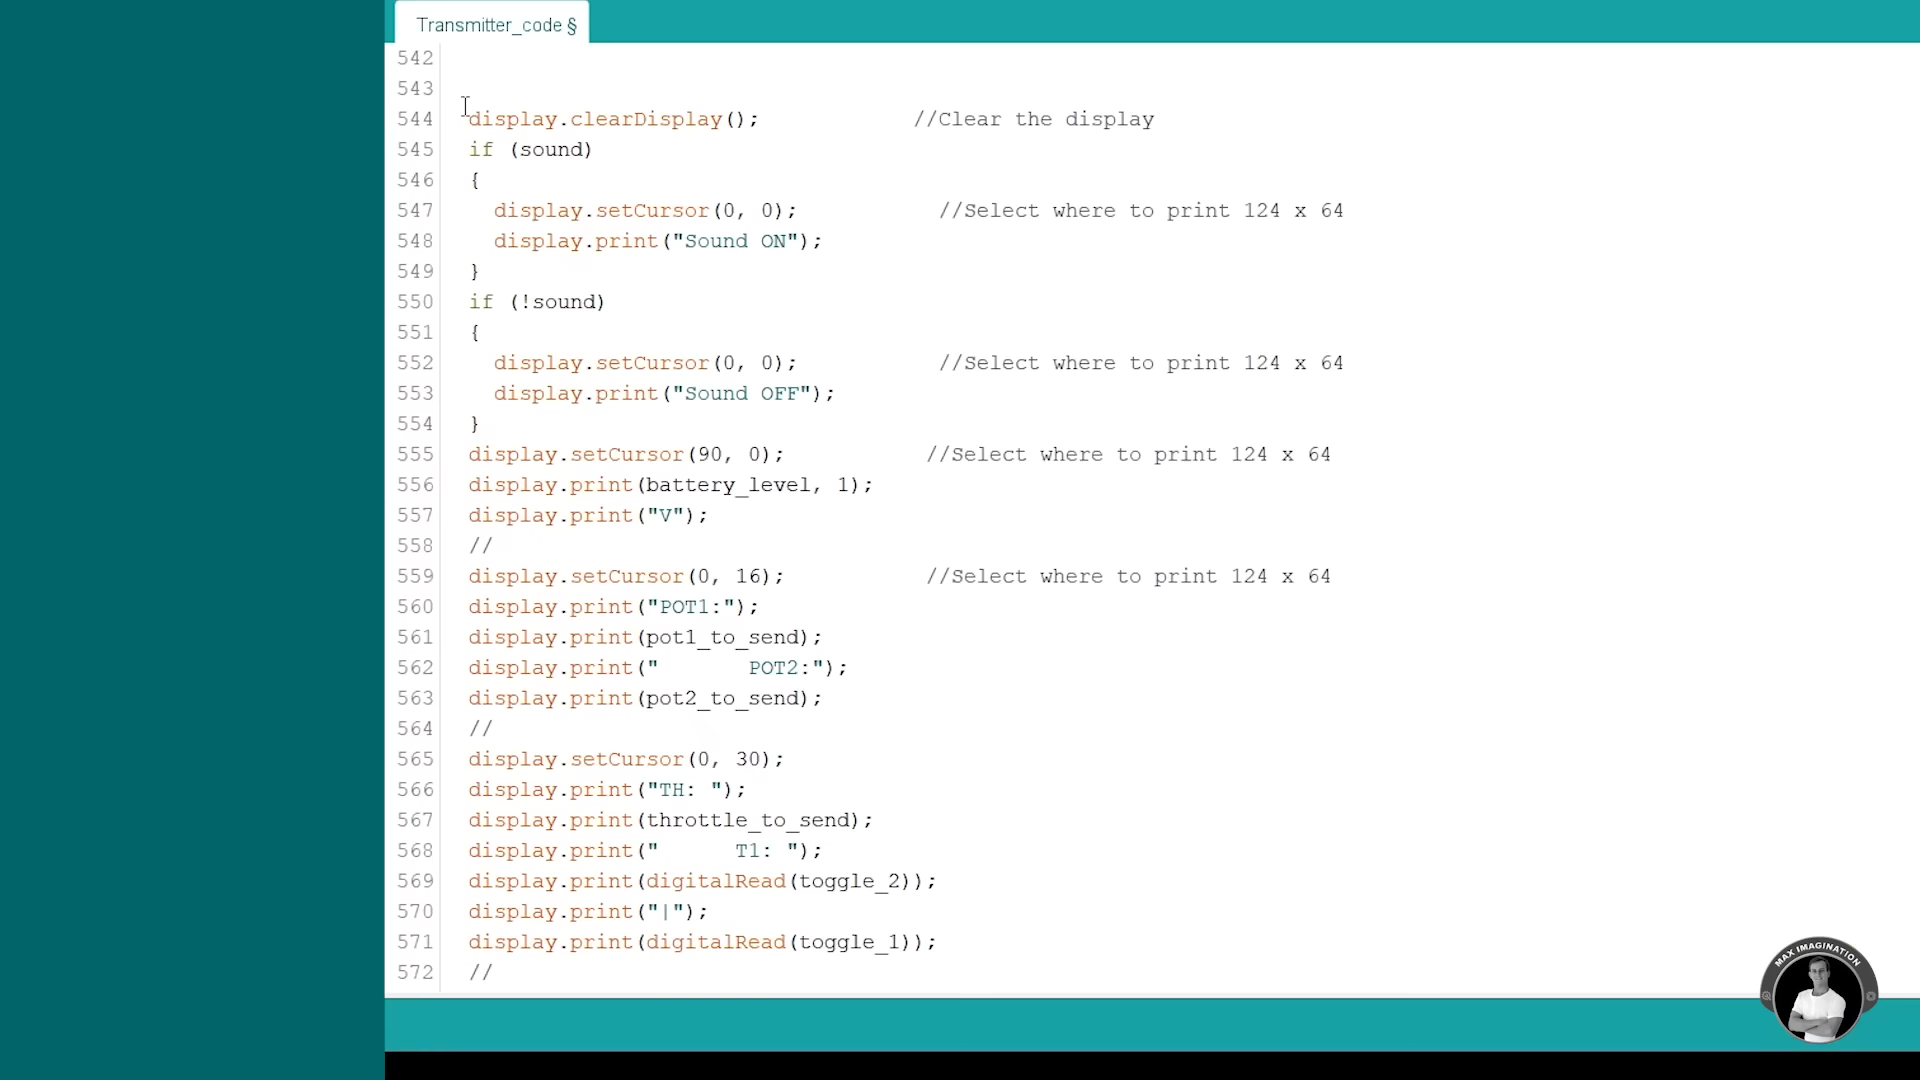 Transmitter_code §
542
543
544 display.clearDisplay(); //Clear the display
545 if (sound)
546 {
547 display.setCursor(0, 0); //Select where to print 124 x 64
548 display.print("Sound ON");
549 }
550 if (!sound)
551 {
552 display.setCursor(0, 0); //Select where to print 124 x 64
553 display.print("Sound OFF");
554 }
555 display.setCursor(90, 0); //Select where to print 124 x 64
556 display.print(battery_level, 1);
557 display.print("V");
558 //
559 display.setCursor(0, 16); //Select where to print 124 x 64
560 display.print("POT1:");
561 display.print(pot1_to_send);
562 display.print("       POT2:");
563 display.print(pot2_to_send);
564 //
565 display.setCursor(0, 30);
566 display.print("TH: ");
567 display.print(throttle_to_send);
568 display.print("      T1: ");
569 display.print(digitalRead(toggle_2));
570 display.print("|");
571 display.print(digitalRead(toggle_1));
572 //
MAX IMAGINATION